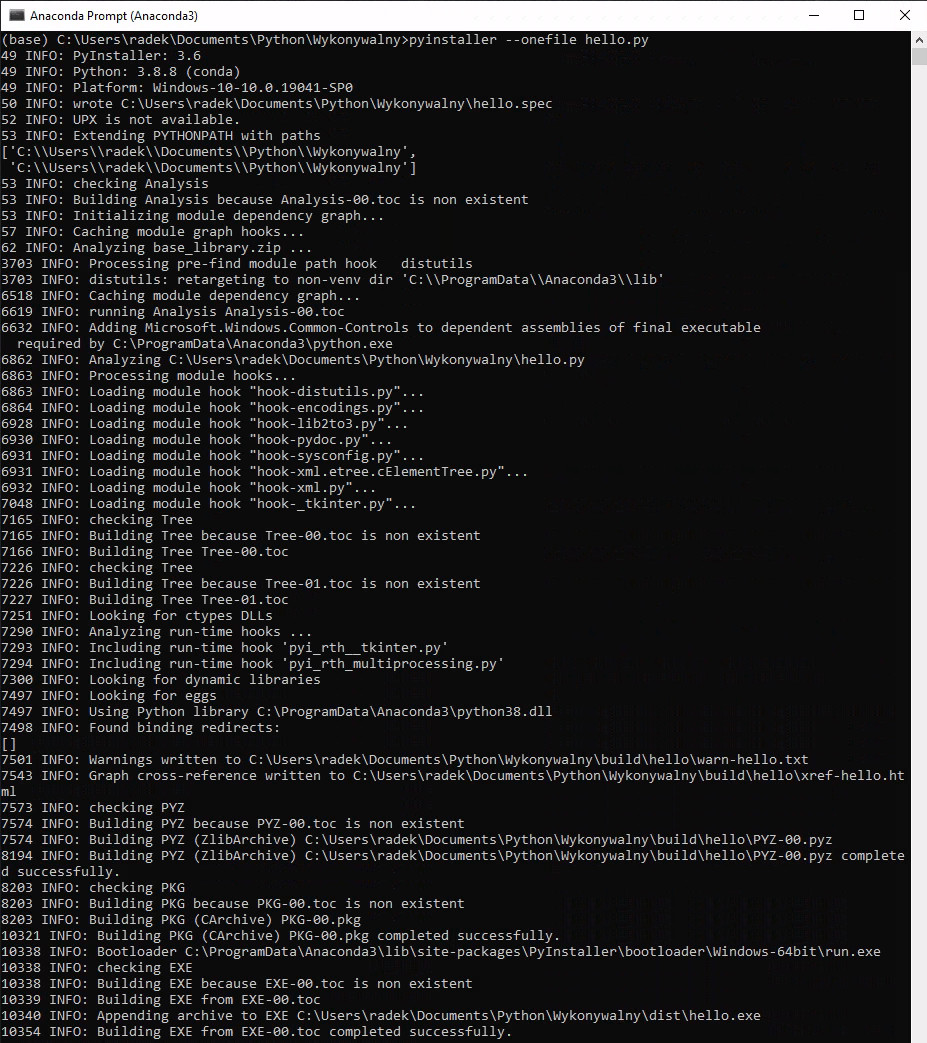 Anaconda Prompt (Anaconda3)
(base) C:\Users\radek\Documents\Python\Wykonywalny>pyinstaller --onefile hello.py
49 INFO: PyInstaller: 3.6
49 INFO: Python: 3.8.8 (conda)
49 INFO: Platform: Windows-10-10.0.19041-SP0
50 INFO: wrote C:\Users\radek\Documents\Python\Wykonywalny\hello.spec
52 INFO: UPX is not available.
53 INFO: Extending PYTHONPATH with paths
['C:\\Users\\radek\\Documents\\Python\\Wykonywalny',
 'C:\\Users\\radek\\Documents\\Python\\Wykonywalny']
53 INFO: checking Analysis
53 INFO: Building Analysis because Analysis-00.toc is non existent
53 INFO: Initializing module dependency graph...
57 INFO: Caching module graph hooks...
62 INFO: Analyzing base_library.zip ...
3703 INFO: Processing pre-find module path hook   distutils
3703 INFO: distutils: retargeting to non-venv dir 'C:\\ProgramData\\Anaconda3\\lib'
6518 INFO: Caching module dependency graph...
6619 INFO: running Analysis Analysis-00.toc
6632 INFO: Adding Microsoft.Windows.Common-Controls to dependent assemblies of final executable
  required by C:\ProgramData\Anaconda3\python.exe
6862 INFO: Analyzing C:\Users\radek\Documents\Python\Wykonywalny\hello.py
6863 INFO: Processing module hooks...
6863 INFO: Loading module hook "hook-distutils.py"...
6864 INFO: Loading module hook "hook-encodings.py"...
6928 INFO: Loading module hook "hook-lib2to3.py"...
6930 INFO: Loading module hook "hook-pydoc.py"...
6931 INFO: Loading module hook "hook-sysconfig.py"...
6931 INFO: Loading module hook "hook-xml.etree.cElementTree.py"...
6932 INFO: Loading module hook "hook-xml.py"...
7048 INFO: Loading module hook "hook-_tkinter.py"...
7165 INFO: checking Tree
7165 INFO: Building Tree because Tree-00.toc is non existent
7166 INFO: Building Tree Tree-00.toc
7226 INFO: checking Tree
7226 INFO: Building Tree because Tree-01.toc is non existent
7227 INFO: Building Tree Tree-01.toc
7251 INFO: Looking for ctypes DLLs
7290 INFO: Analyzing run-time hooks ...
7293 INFO: Including run-time hook 'pyi_rth__tkinter.py'
7294 INFO: Including run-time hook 'pyi_rth_multiprocessing.py'
7300 INFO: Looking for dynamic libraries
7497 INFO: Looking for eggs
7497 INFO: Using Python library C:\ProgramData\Anaconda3\python38.dll
7498 INFO: Found binding redirects:
[]
7501 INFO: Warnings written to C:\Users\radek\Documents\Python\Wykonywalny\build\hello\warn-hello.txt
7543 INFO: Graph cross-reference written to C:\Users\radek\Documents\Python\Wykonywalny\build\hello\xref-hello.ht
ml
7573 INFO: checking PYZ
7574 INFO: Building PYZ because PYZ-00.toc is non existent
7574 INFO: Building PYZ (ZlibArchive) C:\Users\radek\Documents\Python\Wykonywalny\build\hello\PYZ-00.pyz
8194 INFO: Building PYZ (ZlibArchive) C:\Users\radek\Documents\Python\Wykonywalny\build\hello\PYZ-00.pyz complete
d successfully.
8203 INFO: checking PKG
8203 INFO: Building PKG because PKG-00.toc is non existent
8203 INFO: Building PKG (CArchive) PKG-00.pkg
10321 INFO: Building PKG (CArchive) PKG-00.pkg completed successfully.
10338 INFO: Bootloader C:\ProgramData\Anaconda3\lib\site-packages\PyInstaller\bootloader\Windows-64bit\run.exe
10338 INFO: checking EXE
10338 INFO: Building EXE because EXE-00.toc is non existent
10339 INFO: Building EXE from EXE-00.toc
10340 INFO: Appending archive to EXE C:\Users\radek\Documents\Python\Wykonywalny\dist\hello.exe
10354 INFO: Building EXE from EXE-00.toc completed successfully.